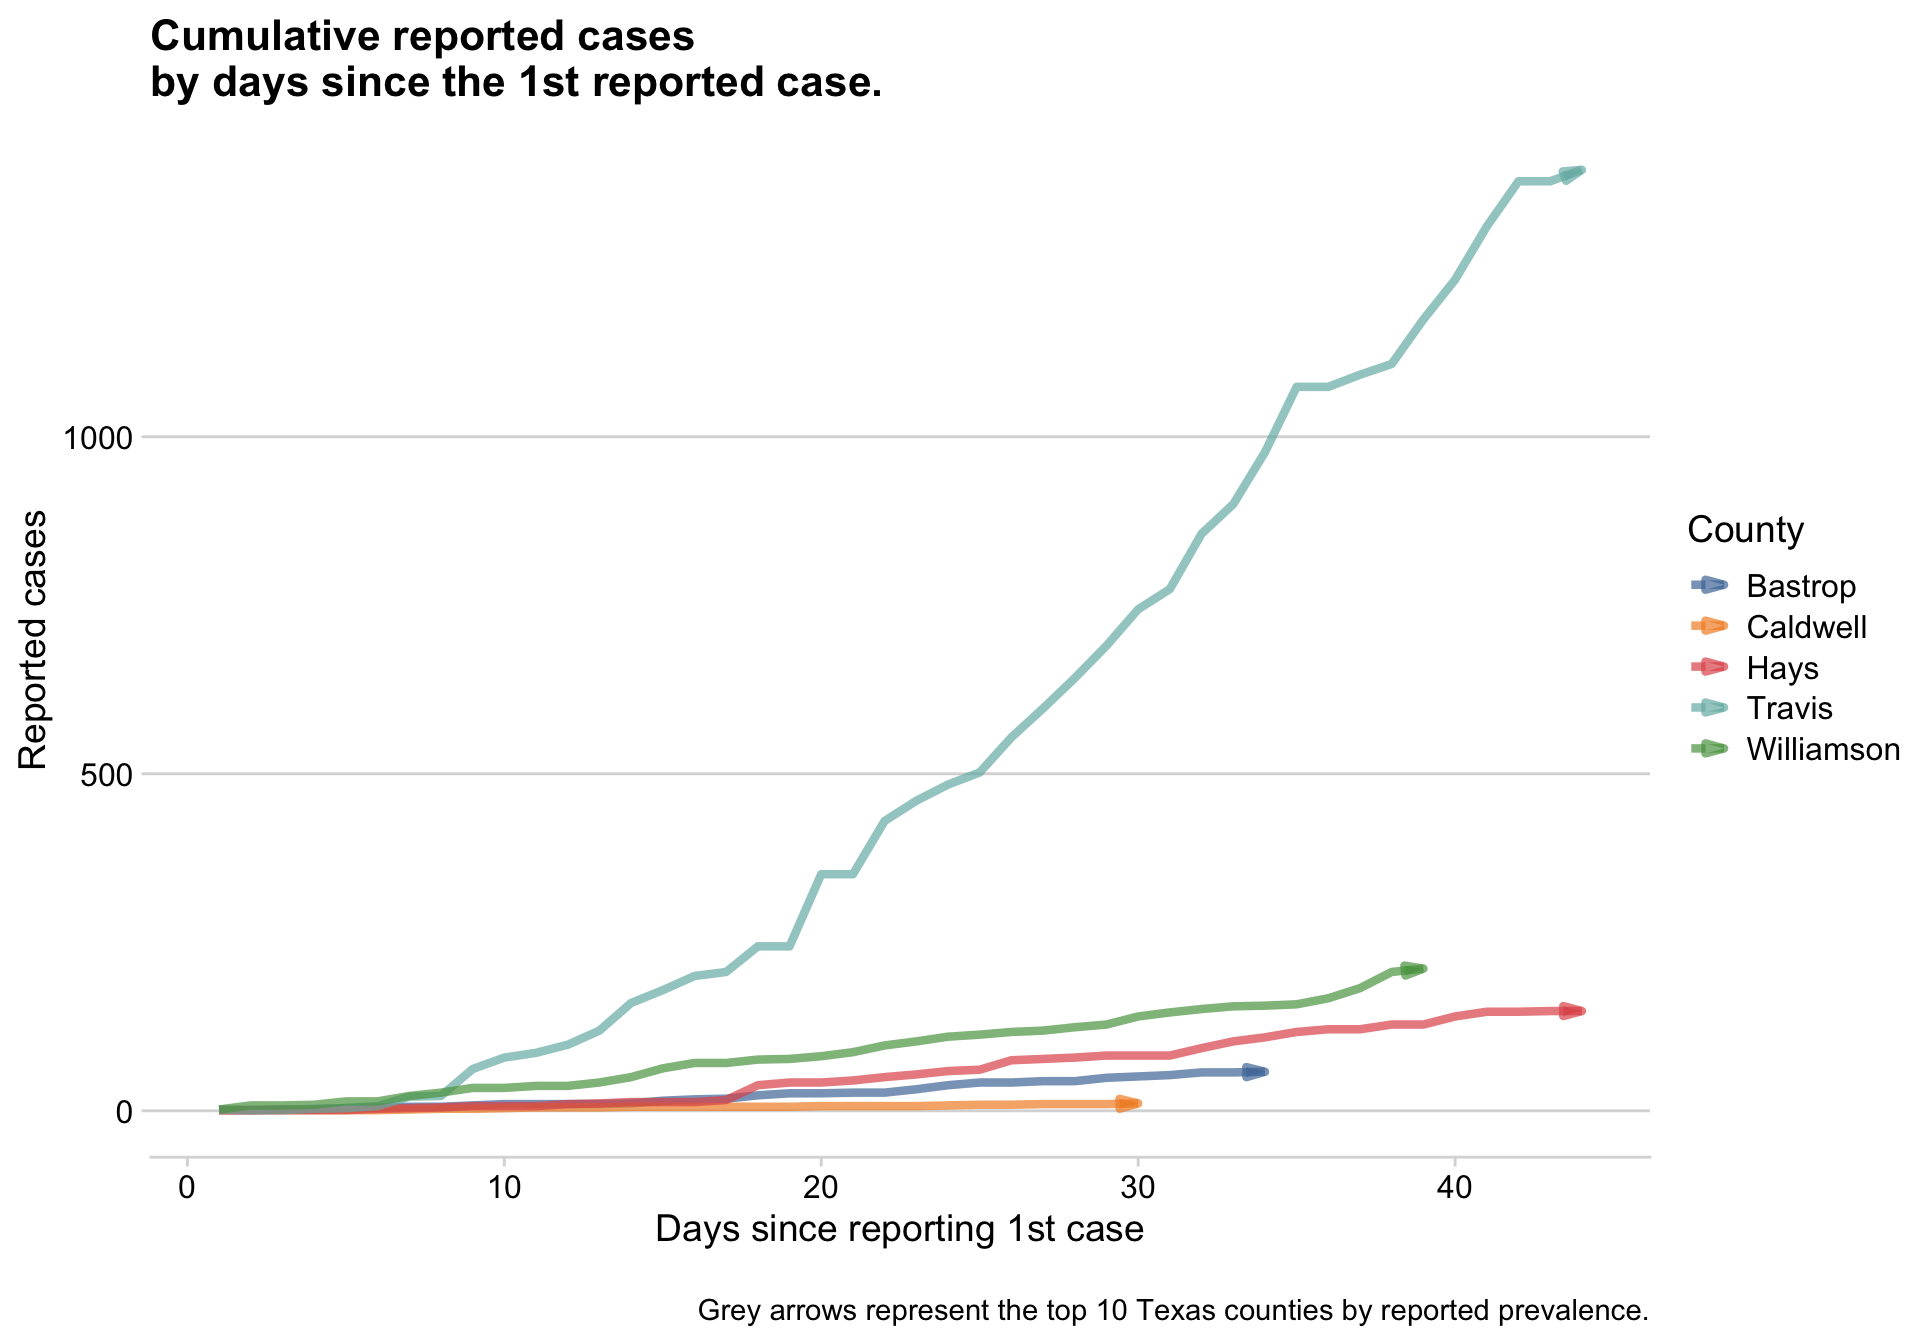 Cumulative reported cases
by days since the 1st reported case.
1000
500
0
Reported cases
0 10 20 30 40
Days since reporting 1st case
County
Bastrop
Caldwell
Hays
Travis
Williamson
Grey arrows represent the top 10 Texas counties by reported prevalence.